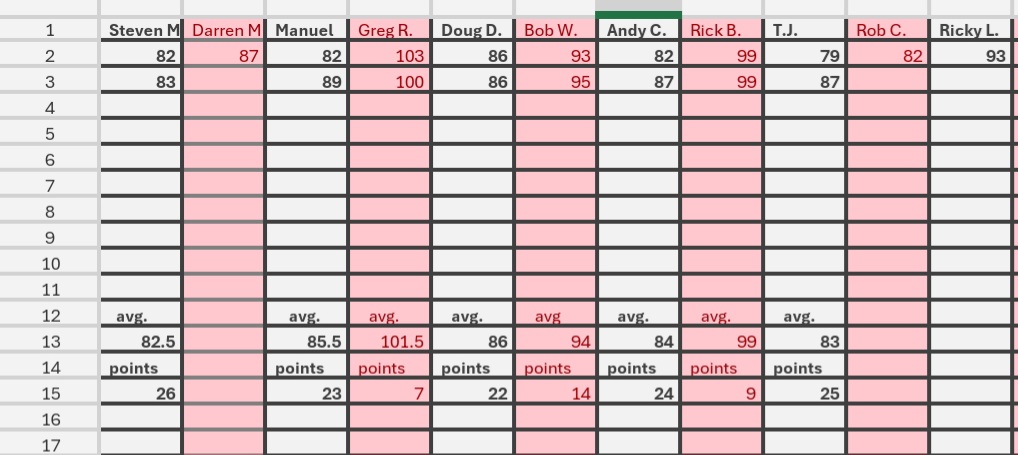 1 Steven M Darren M Manuel Greg R. Doug D. Bob W. Andy C. Rick B. T.J. Rob C. Ricky L.
2 82 87 82 103 86 93 82 99 79 82 93
3 83 89 100 86 95 87 99 87
4
5
6
7
8
9
10
11
12 avg. avg. avg. avg. avg avg. avg. avg.
13 82.5 85.5 101.5 86 94 84 99 83
14 points points points points points points points points
15 26 23 7 22 14 24 9 25
16
17